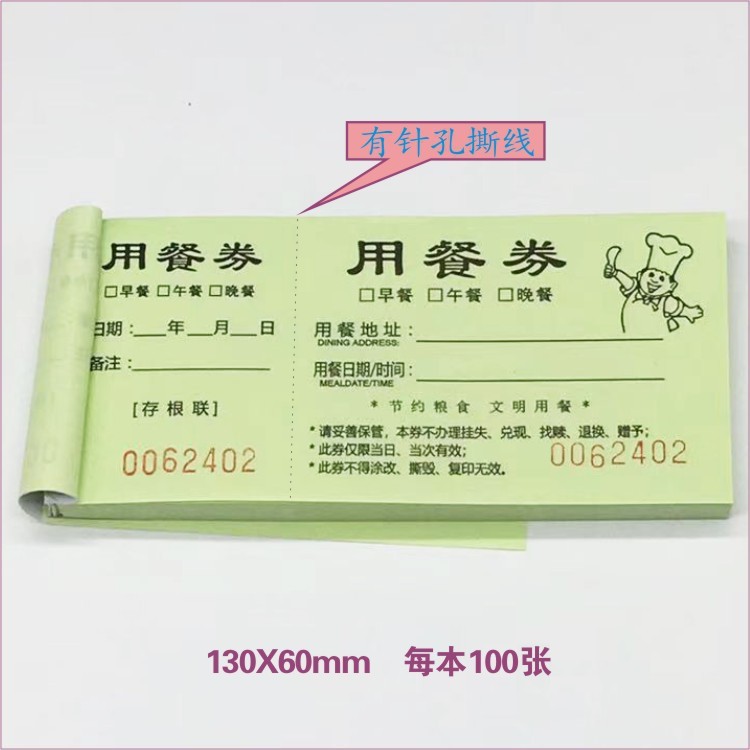 有针孔撕线
用餐券
□早餐 □午餐 □晚餐
日期:___年___月___日
备注:
[存根联]
0062402
用餐券
□早餐 □午餐 □晚餐
用餐地址:
DINING ADDRESS:
用餐日期/时间:
MEALDATE/TIME
* 节约粮食 文明用餐 *
*请妥善保管,本券不办理挂失、兑现、找赎、退换、赠予;
*此券仅限当日、当次有效;
*此券不得涂改、撕毁、复印无效。
0062402
130X60mm 每本100张